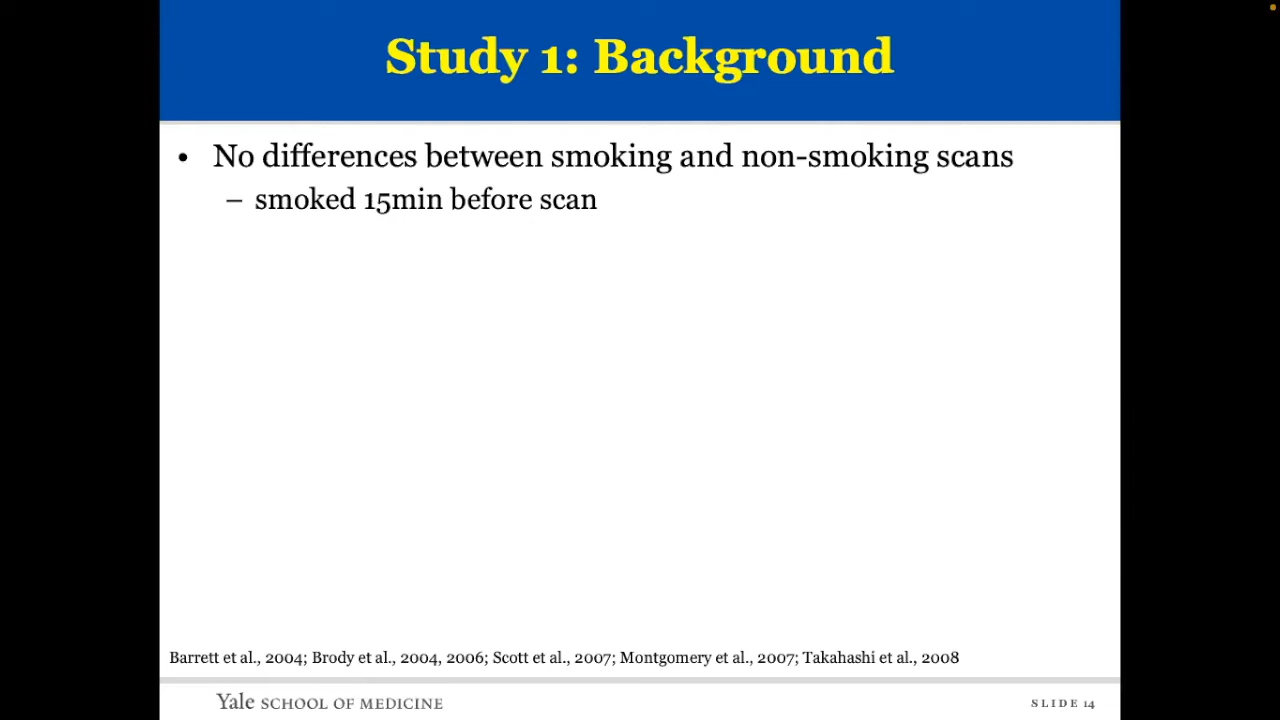 Study 1: Background
• No differences between smoking and non-smoking scans
– smoked 15min before scan
Barrett et al., 2004; Brody et al., 2004, 2006; Scott et al., 2007; Montgomery et al., 2007; Takahashi et al., 2008
Yale SCHOOL OF MEDICINE
SLIDE 14